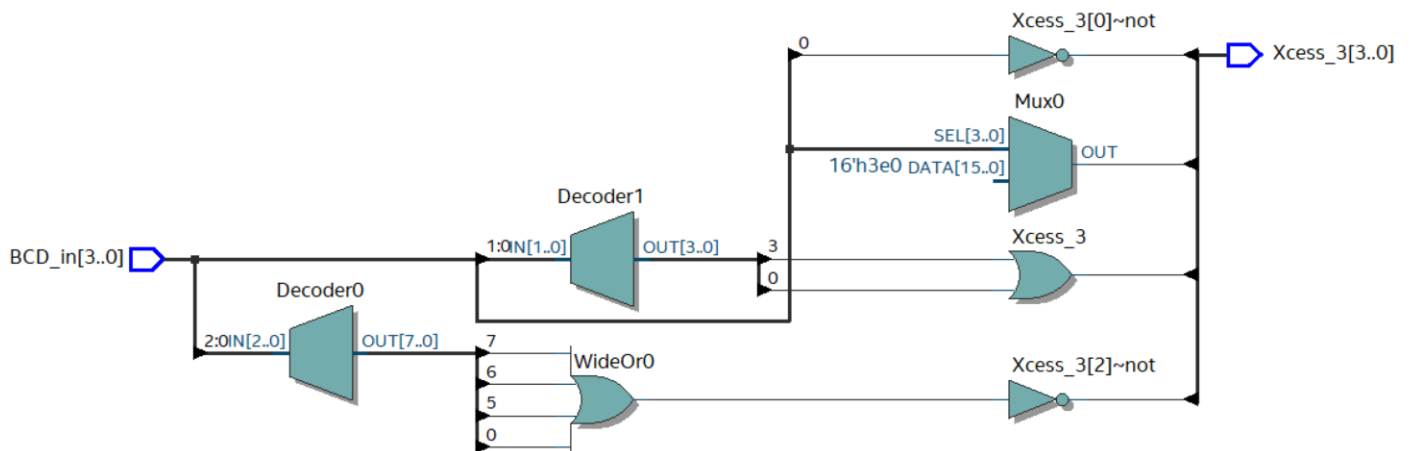 Xcess_3[0]~not
0
Xcess_3[3..0]
Mux0
SEL[3..0]
16'h3e0 DATA[15..0]
OUT
Decoder1
BCD_in[3..0]
1:0 IN[1..0]
OUT[3..0]
3
0
Xcess_3
Decoder0
2:0 IN[2..0]
OUT[7..0]
7
6
5
0
WideOr0
Xcess_3[2]~not